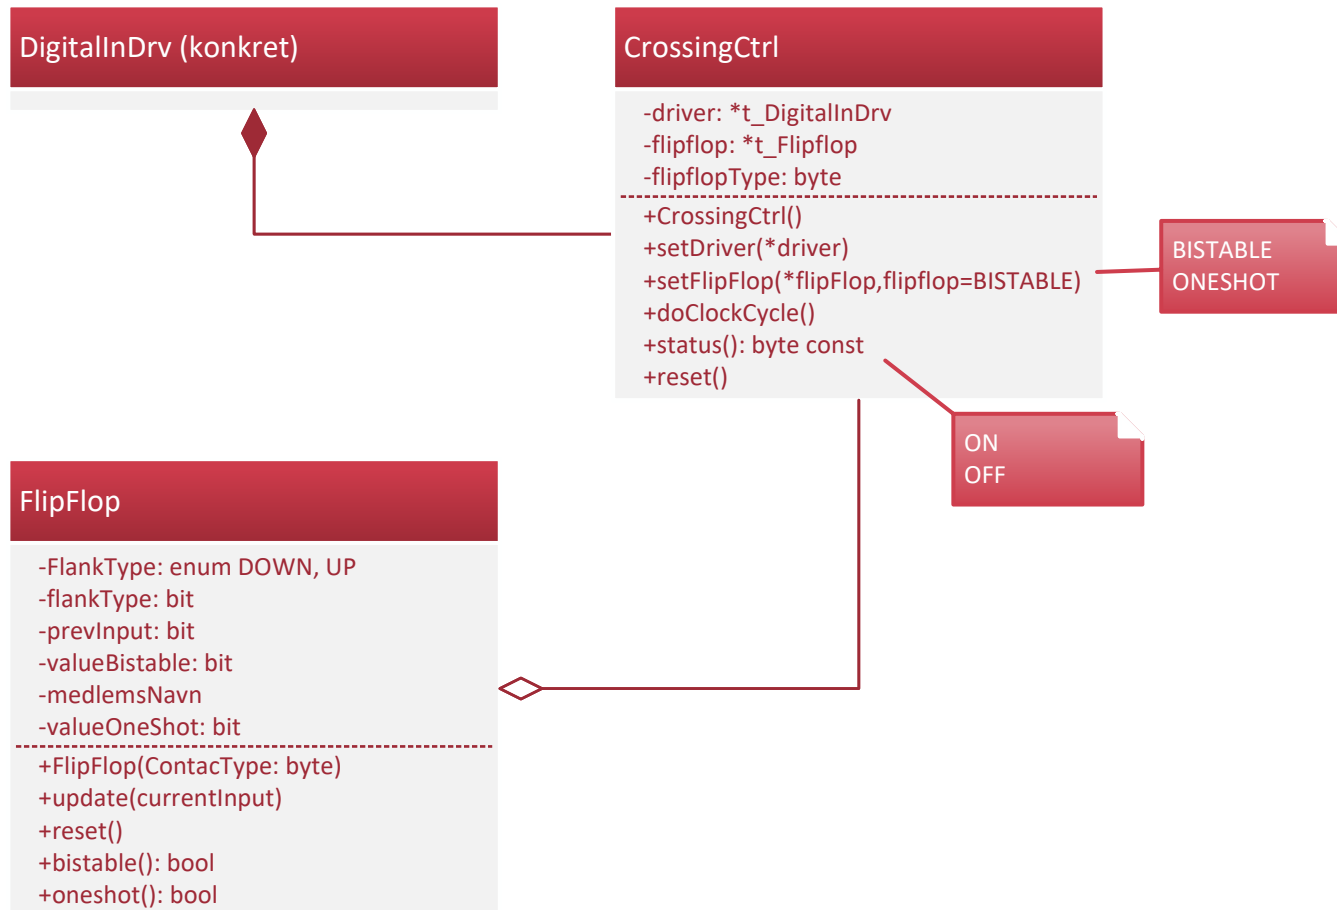 DigitalInDrv (konkret)
CrossingCtrl
-driver: *t_DigitalInDrv
-flipflop: *t_Flipflop
-flipflopType: byte
+CrossingCtrl()
+setDriver(*driver)
+setFlipFlop(*flipFlop,flipflop=BISTABLE)
+doClockCycle()
+status(): byte const
+reset()
BISTABLE
ONESHOT
ON
OFF
FlipFlop
-FlankType: enum DOWN, UP
-flankType: bit
-prevInput: bit
-valueBistable: bit
-medlemsNavn
-valueOneShot: bit
+FlipFlop(ContacType: byte)
+update(currentInput)
+reset()
+bistable(): bool
+oneshot(): bool